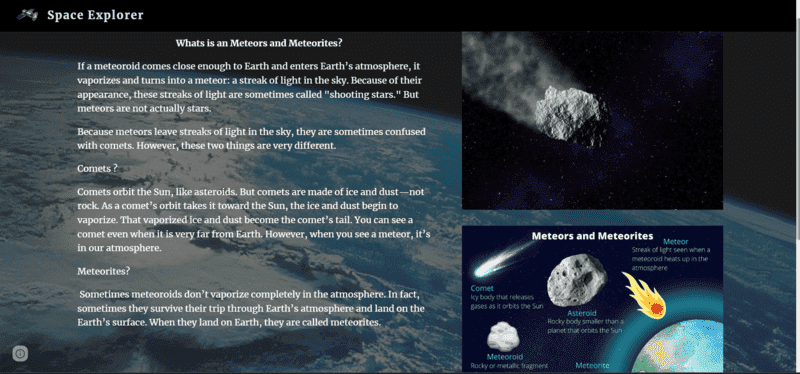 Space Explorer
Whats is an Meteors and Meteorites?
If a meteoroid comes close enough to Earth and enters Earth's atmosphere, it
vaporizes and turns into a meteor: a streak of light in the sky. Because of their
appearance, these streaks of light are sometimes called "shooting stars." But
meteors are not actually stars.
Because meteors leave streaks of light in the sky, they are sometimes confused
with comets. However, these two things are very different.
Comets ?
Comets orbit the Sun, like asteroids. But comets are made of ice and dust—not
rock. As a comet's orbit takes it toward the Sun, the ice and dust begin to
vaporize. That vaporized ice and dust become the comet's tail. You can see a
comet even when it is very far from Earth. However, when you see a meteor, it's
in our atmosphere.
Meteorites?
Sometimes meteoroids don't vaporize completely in the atmosphere. In fact,
sometimes they survive their trip through Earth's atmosphere and land on the
Earth's surface. When they land on Earth, they are called meteorites.
Meteors and Meteorites
Meteor
Streak of light seen when a
meteoroid heats up in the
atmosphere
Comet
Icy body that releases
gases as it orbits the Sun
Asteroid
Rocky body smaller than a
planet that orbits the Sun
Meteoroid
Rocky or metallic fragment
Meteorite